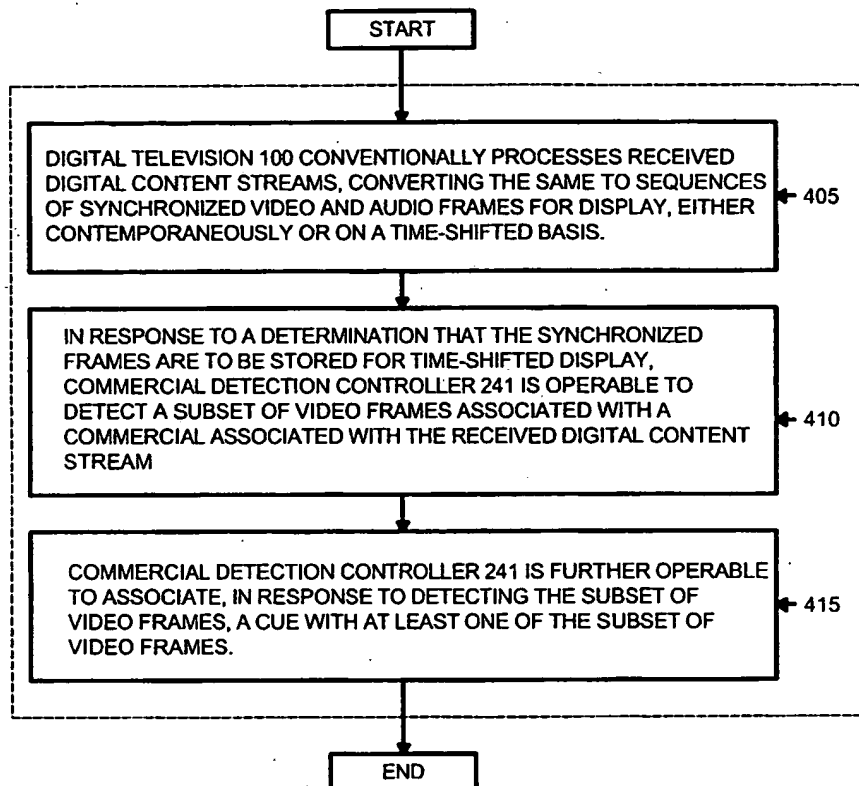 START
DIGITAL TELEVISION 100 CONVENTIONALLY PROCESSES RECEIVED
DIGITAL CONTENT STREAMS, CONVERTING THE SAME TO SEQUENCES
OF SYNCHRONIZED VIDEO AND AUDIO FRAMES FOR DISPLAY, EITHER
CONTEMPORANEOUSLY OR ON A TIME-SHIFTED BASIS.
405
IN RESPONSE TO A DETERMINATION THAT THE SYNCHRONIZED
FRAMES ARE TO BE STORED FOR TIME-SHIFTED DISPLAY,
COMMERCIAL DETECTION CONTROLLER 241 IS OPERABLE TO
DETECT A SUBSET OF VIDEO FRAMES ASSOCIATED WITH A
COMMERCIAL ASSOCIATED WITH THE RECEIVED DIGITAL CONTENT
STREAM
410
COMMERCIAL DETECTION CONTROLLER 241 IS FURTHER OPERABLE
TO ASSOCIATE, IN RESPONSE TO DETECTING THE SUBSET OF
VIDEO FRAMES, A CUE WITH AT LEAST ONE OF THE SUBSET OF
VIDEO FRAMES.
415
END